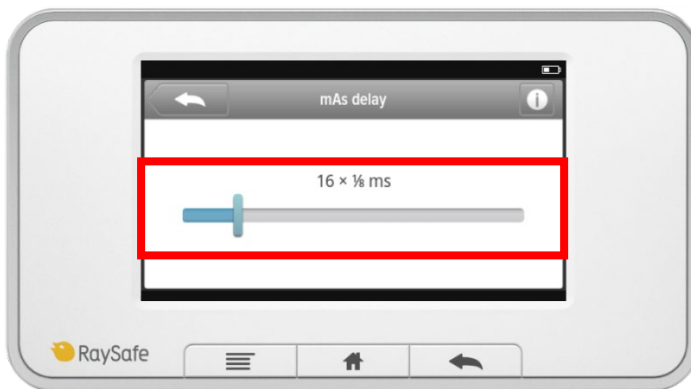 mAs delay
i
16 × ⅛ ms
RaySafe